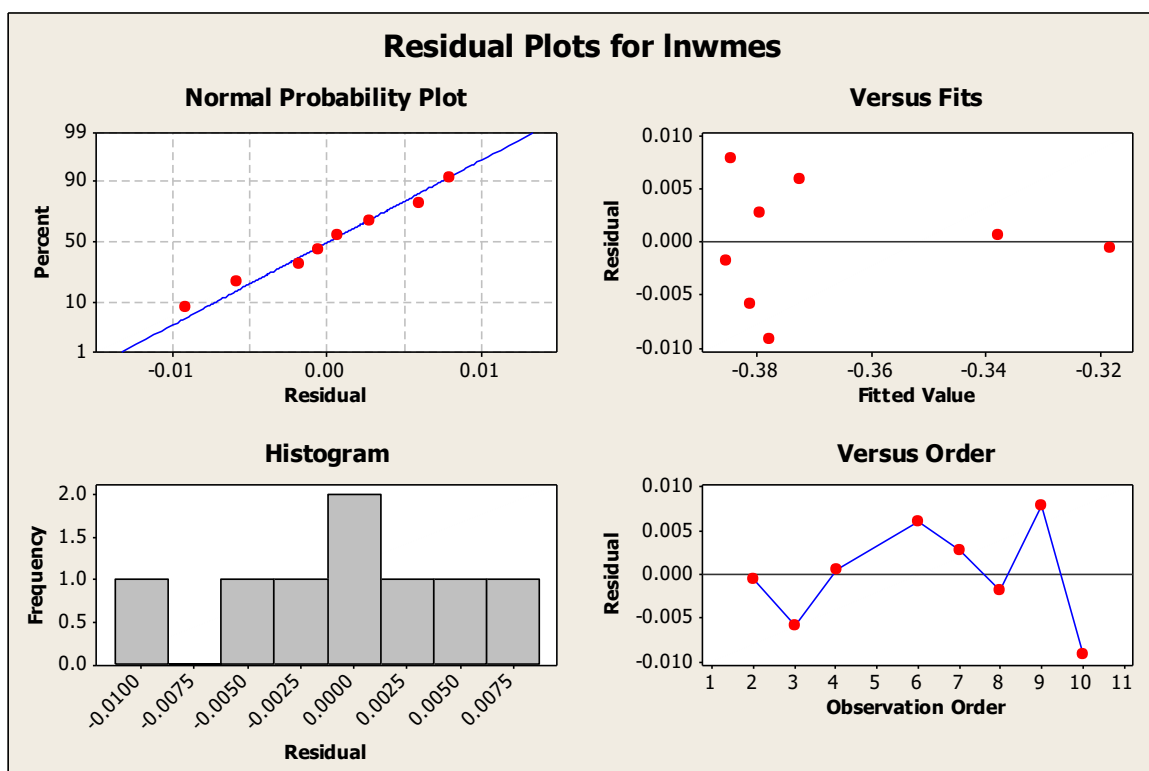 Residual Plots for lnwmes
Normal Probability Plot
Percent
99
90
50
10
1
-0.01 0.00 0.01
Residual
Versus Fits
Residual
0.010
0.005
0.000
-0.005
-0.010
-0.38 -0.36 -0.34 -0.32
Fitted Value
Histogram
Frequency
2.0
1.5
1.0
0.5
0.0
-0.0100 -0.0075 -0.0050 -0.0025 0.0000 0.0025 0.0050 0.0075
Residual
Versus Order
Residual
0.010
0.005
0.000
-0.005
-0.010
1 2 3 4 5 6 7 8 9 10 11
Observation Order